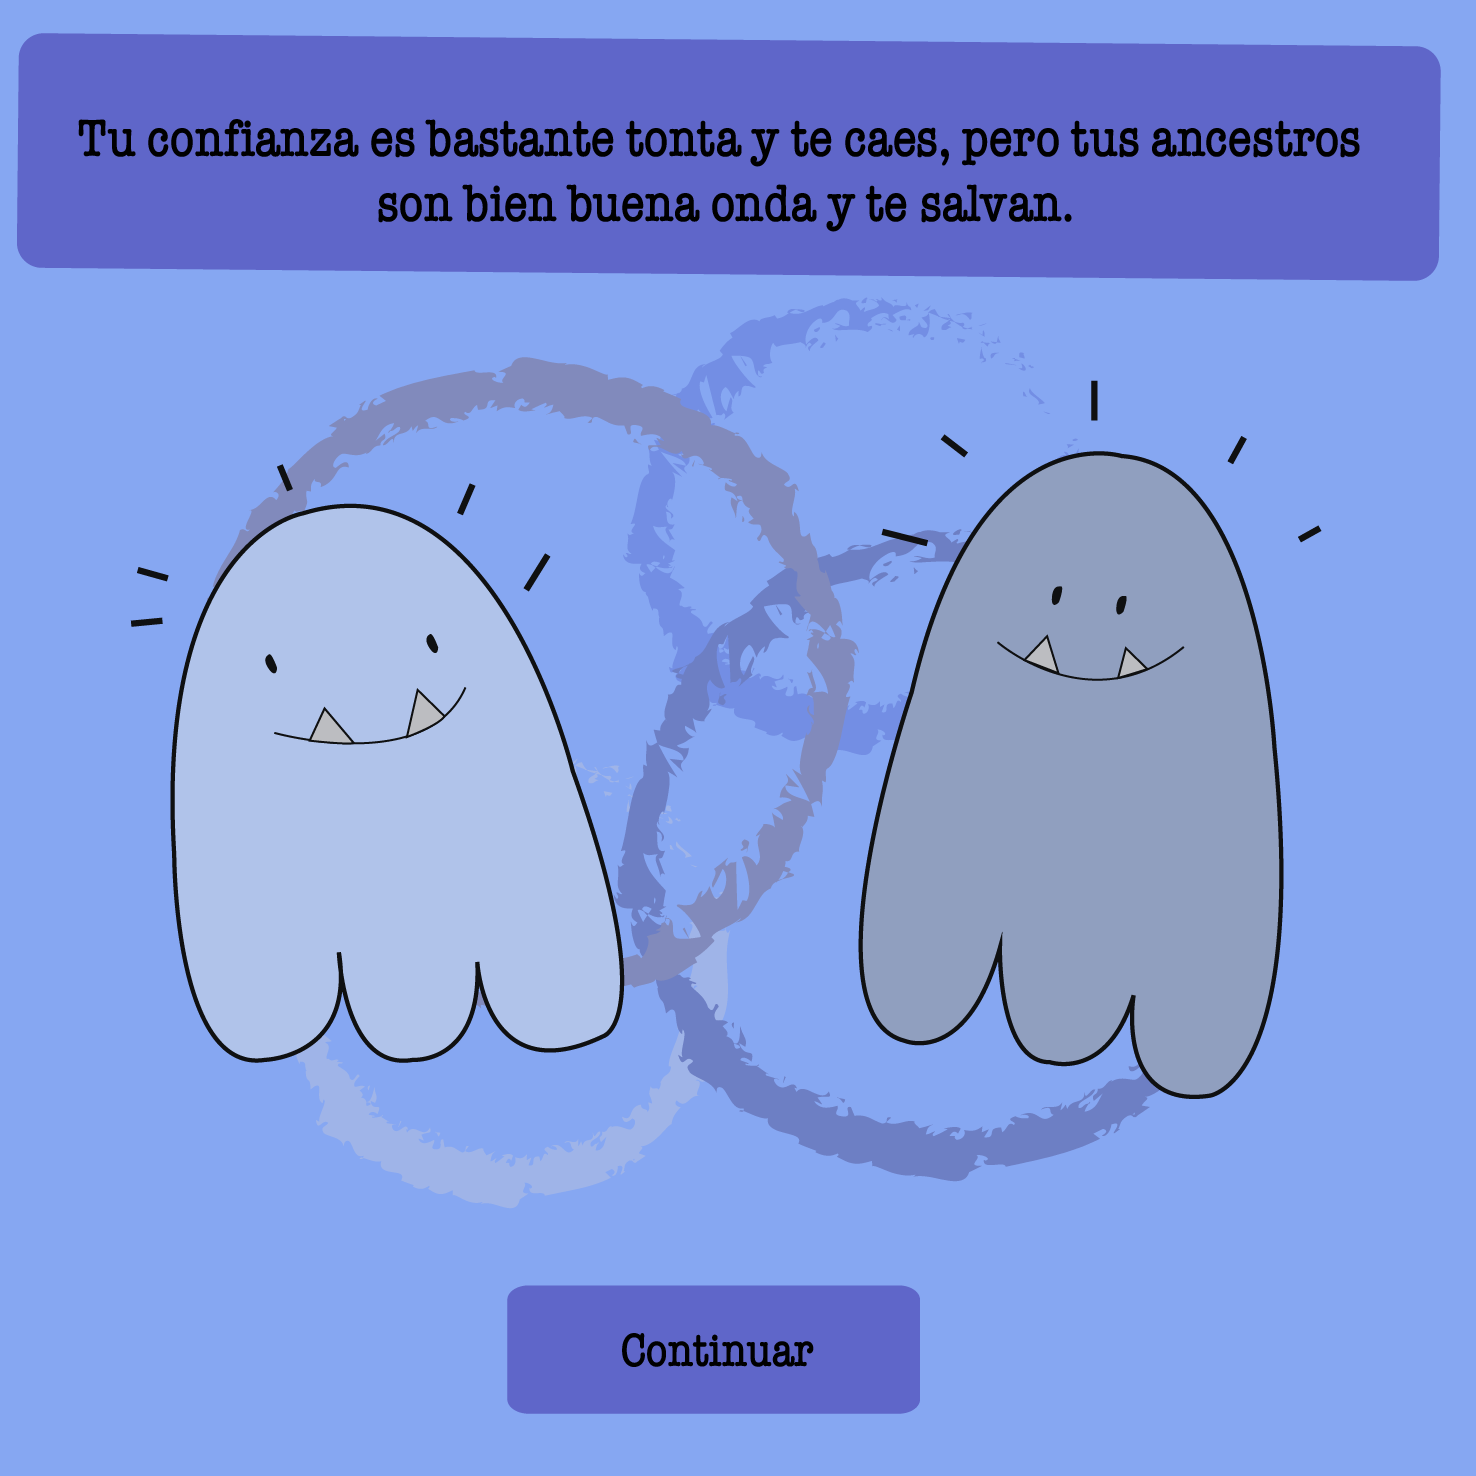 Tu confianza es bastante tonta y te caes, pero tus ancestros
son bien buena onda y te salvan.
Continuar